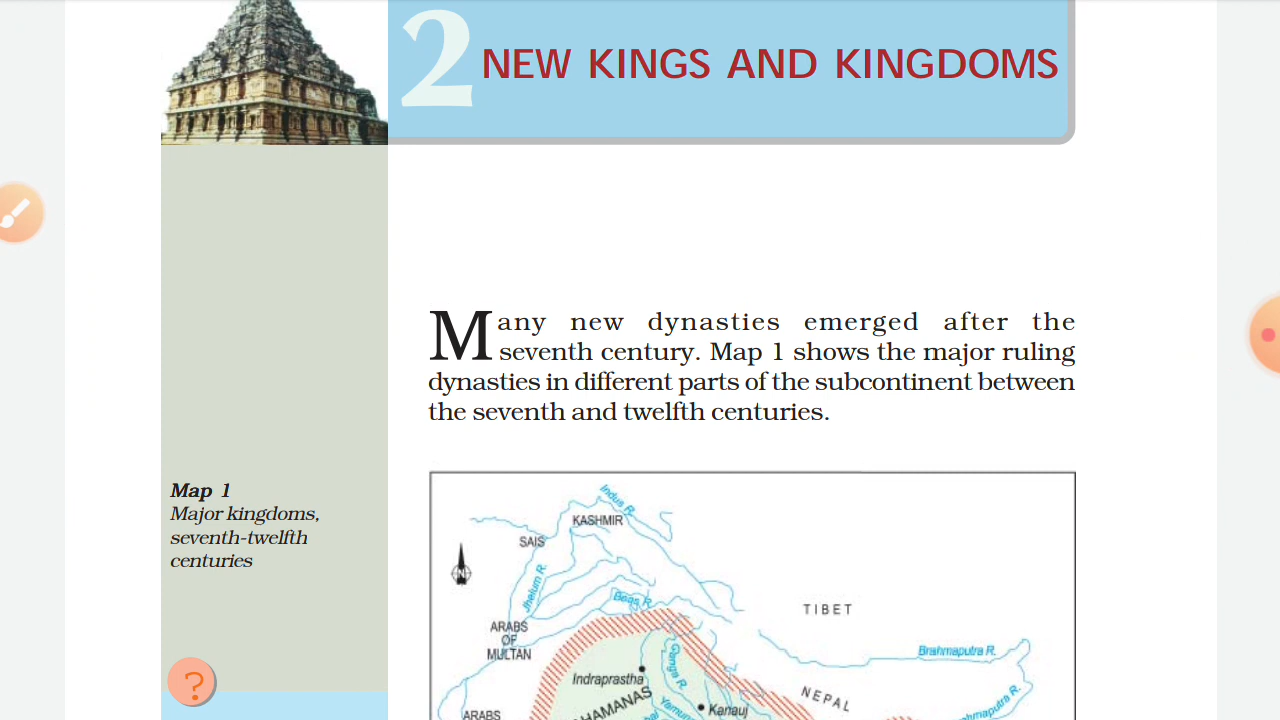 2
NEW KINGS AND KINGDOMS
Many new dynasties emerged after the
seventh century. Map 1 shows the major ruling
dynasties in different parts of the subcontinent between
the seventh and twelfth centuries.
Map 1
Major kingdoms,
seventh-twelfth
centuries
?
Indus R.
KASHMIR
SAIS
N
Jhelum R.
Beas R.
TIBET
ARABS
OF
MULTAN
Brahmaputra R.
Ganga R.
Indraprastha
NEPAL
Kanauj
ARABS